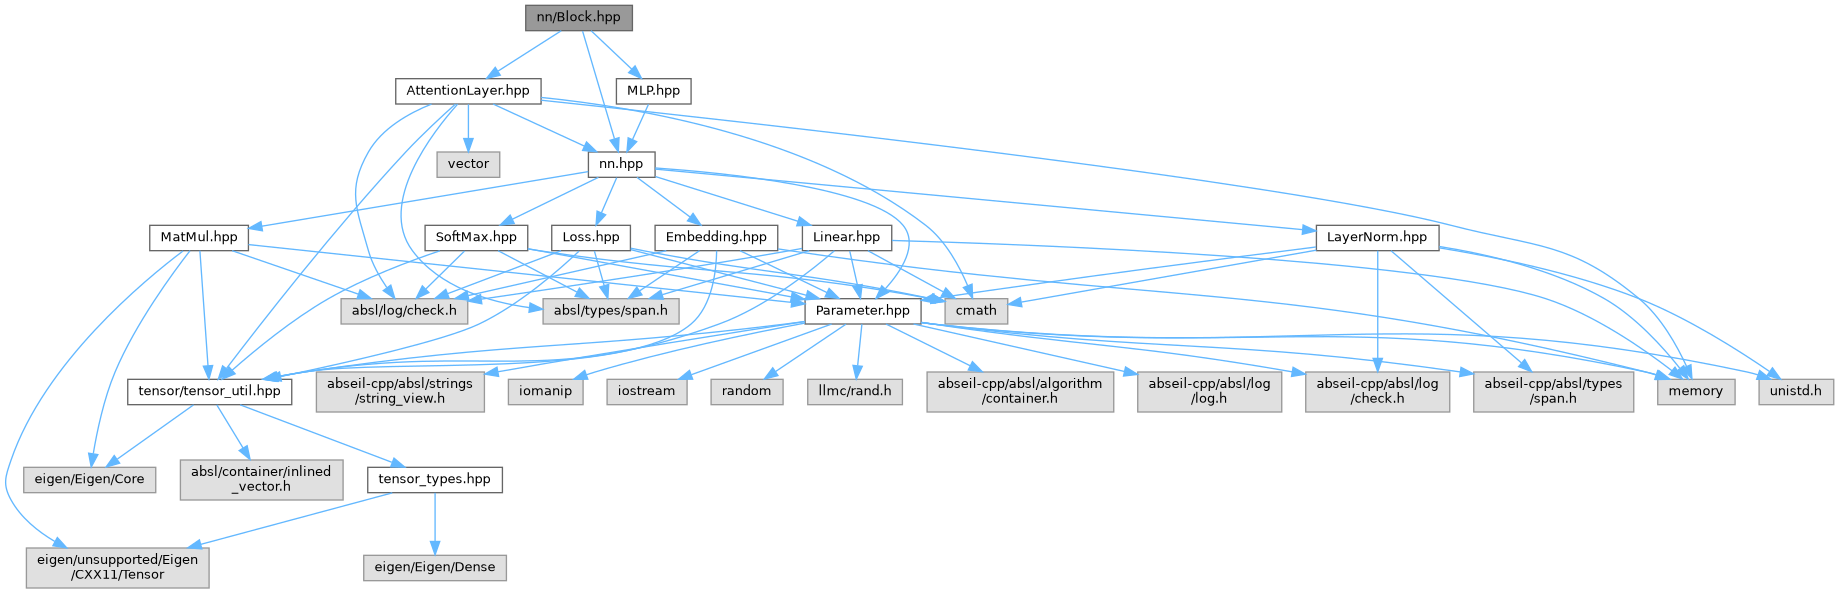 nn/Block.hpp
AttentionLayer.hpp
MLP.hpp
vector
nn.hpp
MatMul.hpp
SoftMax.hpp
Loss.hpp
Embedding.hpp
Linear.hpp
LayerNorm.hpp
absl/log/check.h
absl/types/span.h
Parameter.hpp
cmath
tensor/tensor_util.hpp
abseil-cpp/absl/strings
/string_view.h
iomanip
iostream
random
llmc/rand.h
abseil-cpp/absl/algorithm
/container.h
abseil-cpp/absl/log
/log.h
abseil-cpp/absl/log
/check.h
abseil-cpp/absl/types
/span.h
memory
unistd.h
eigen/Eigen/Core
absl/container/inlined
_vector.h
tensor_types.hpp
eigen/unsupported/Eigen
/CXX11/Tensor
eigen/Eigen/Dense